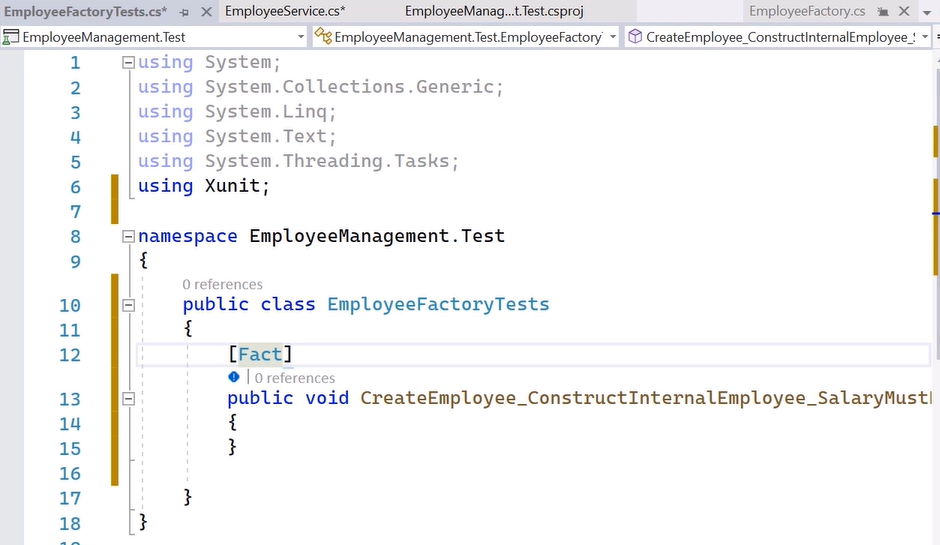 EmployeeFactoryTests.cs* EmployeeService.cs* EmployeeManag...t.Test.csproj EmployeeFactory.cs
EmployeeManagement.Test EmployeeManagement.Test.EmployeeFactory CreateEmployee_ConstructInternalEmployee_
1 using System;
2 using System.Collections.Generic;
3 using System.Linq;
4 using System.Text;
5 using System.Threading.Tasks;
6 using Xunit;
7
8 namespace EmployeeManagement.Test
9 {
0 references
10 public class EmployeeFactoryTests
11 {
12 [Fact]
0 references
13 public void CreateEmployee_ConstructInternalEmployee_SalaryMust
14 {
15 }
16
17 }
18 }